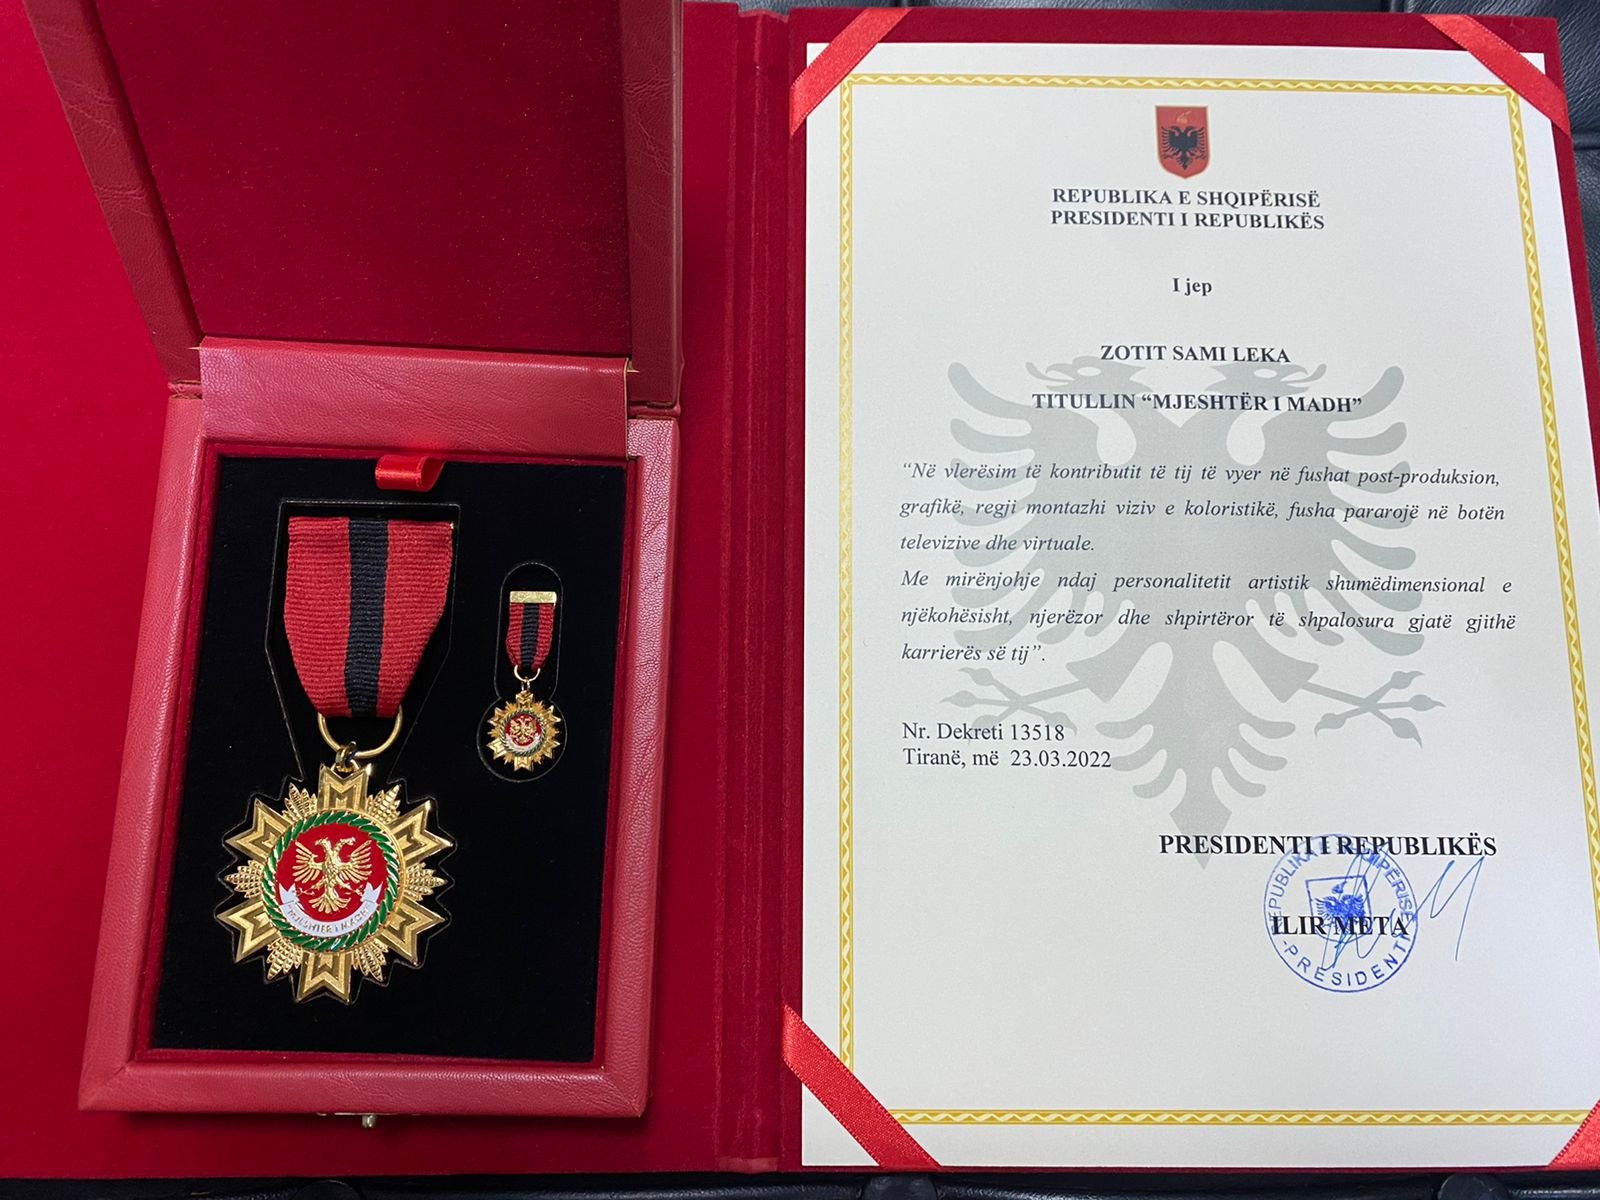 REPUBLIKA E SHQIPËRISË
PRESIDENTI I REPUBLIKËS
I jep
ZOTIT SAMI LEKA
TITULLIN “MJESHTËR I MADH”
“Në vlerësim të kontributit të tij të vyer në fushat post-produksion,
grafikë, regji montazhi viziv e koloristikë, fusha pararojë në botën
televizive dhe virtuale.
Me mirënjohje ndaj personalitetit artistik shumëdimensional e
njëkohësisht, njerëzor dhe shpirtëror të shpalosura gjatë gjithë
karrierës së tij”.
Nr. Dekreti 13518
Tiranë, më 23.03.2022
PRESIDENTI I REPUBLIKËS
ILIR META
REPUBLIKA E SHQIPËRISË
-PRESIDENTI-